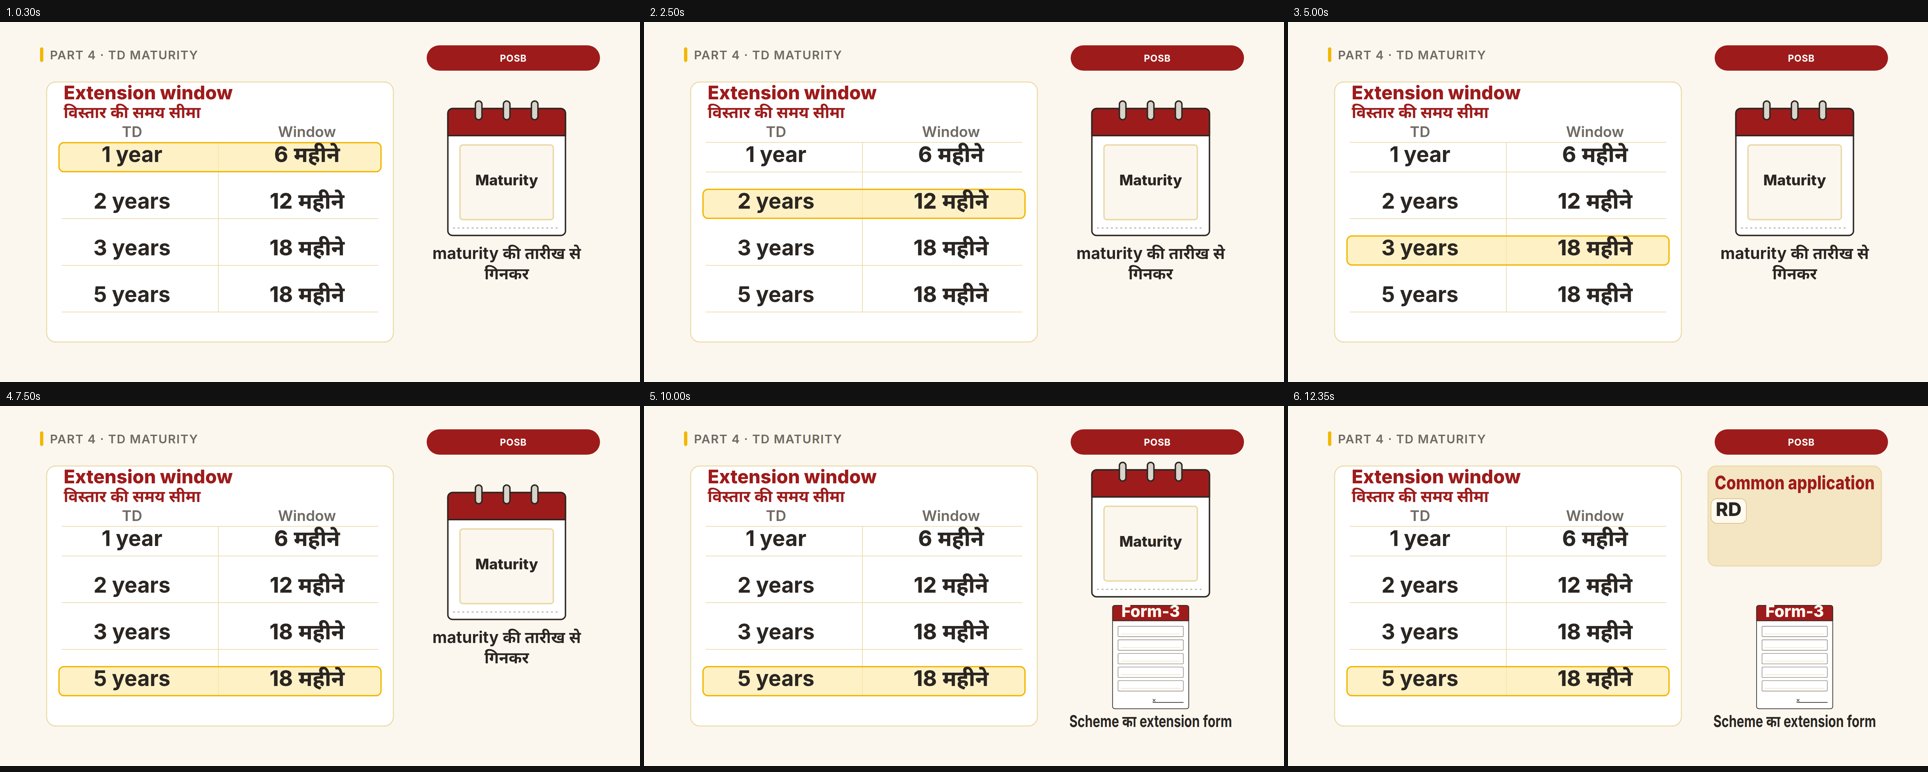 1. 0.30s
PART 4 · TD MATURITY
POSB
Extension window
विस्तार की समय सीमा
TD Window
1 year 6 महीने
2 years 12 महीने
3 years 18 महीने
5 years 18 महीने
Maturity
maturity की तारीख से
गिनकर
2. 2.50s
PART 4 · TD MATURITY
POSB
Extension window
विस्तार की समय सीमा
TD Window
1 year 6 महीने
2 years 12 महीने
3 years 18 महीने
5 years 18 महीने
Maturity
maturity की तारीख से
गिनकर
3. 5.00s
PART 4 · TD MATURITY
POSB
Extension window
विस्तार की समय सीमा
TD Window
1 year 6 महीने
2 years 12 महीने
3 years 18 महीने
5 years 18 महीने
Maturity
maturity की तारीख से
गिनकर
4. 7.50s
PART 4 · TD MATURITY
POSB
Extension window
विस्तार की समय सीमा
TD Window
1 year 6 महीने
2 years 12 महीने
3 years 18 महीने
5 years 18 महीने
Maturity
maturity की तारीख से
गिनकर
5. 10.00s
PART 4 · TD MATURITY
POSB
Extension window
विस्तार की समय सीमा
TD Window
1 year 6 महीने
2 years 12 महीने
3 years 18 महीने
5 years 18 महीने
Maturity
Form-3
Scheme का extension form
6. 12.35s
PART 4 · TD MATURITY
POSB
Extension window
विस्तार की समय सीमा
TD Window
1 year 6 महीने
2 years 12 महीने
3 years 18 महीने
5 years 18 महीने
Common application
RD
Form-3
Scheme का extension form